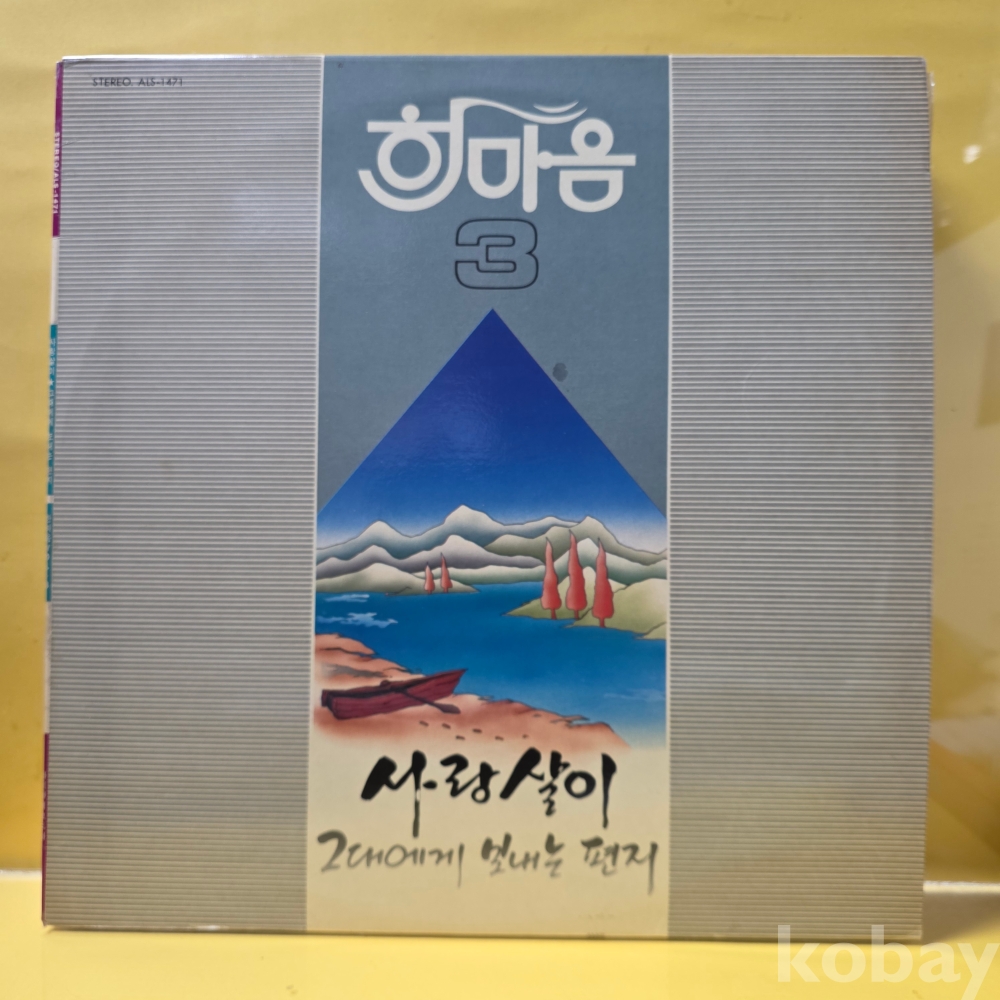 STEREO. ALS-1471
한마음
3
사랑살이
그대에게 보내는 편지
kobay